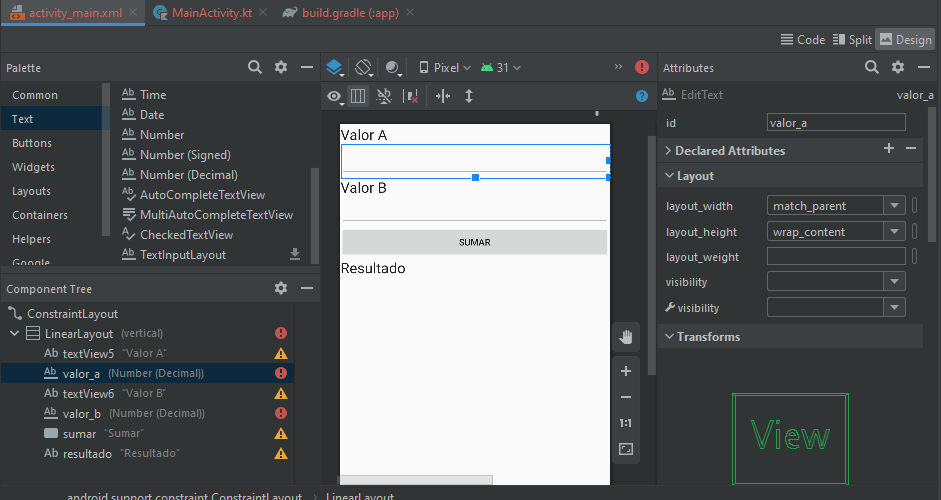 activity_main.xml MainActivity.kt build.gradle (:app)
Code Split Design
Palette
Common
Text
Buttons
Widgets
Layouts
Containers
Helpers
Google
Ab Time
Ab Date
Ab Number
Ab Number (Signed)
Ab Number (Decimal)
AutoCompleteTextView
MultiAutoCompleteTextView
CheckedTextView
Ab TextInputLayout
Component Tree
ConstraintLayout
LinearLayout (vertical)
Ab textView5 "Valor A"
Ab valor_a (Number (Decimal))
Ab textView6 "Valor B"
Ab valor_b (Number (Decimal))
sumar "Sumar"
Ab resultado "Resultado"
Pixel 31
Valor A
Valor B
SUMAR
Resultado
1:1
Attributes
Ab EditText valor_a
id valor_a
Declared Attributes
Layout
layout_width match_parent
layout_height wrap_content
layout_weight
visibility
visibility
Transforms
View
android.support.constraint.ConstraintLayout LinearLayout